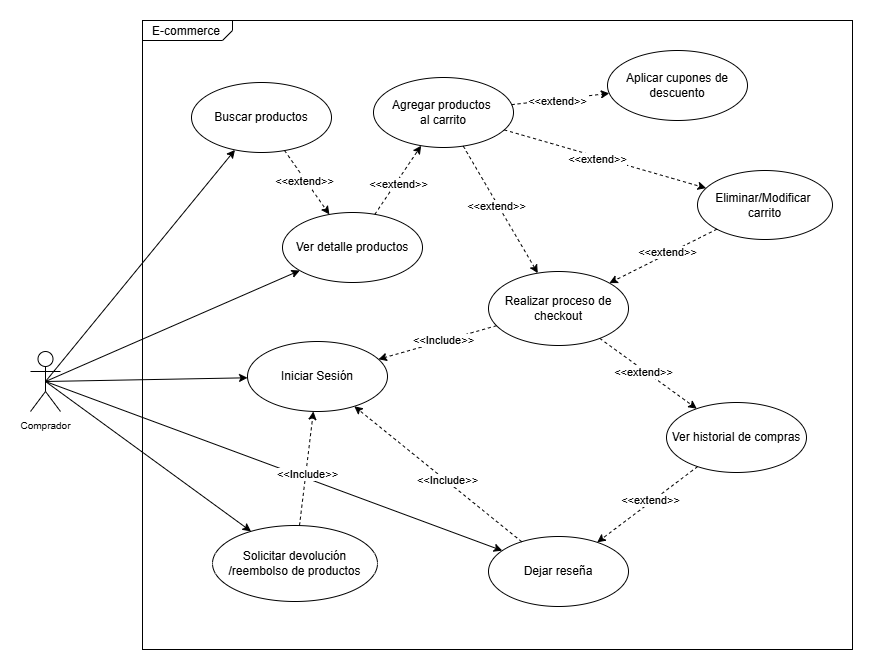 E-commerce
Aplicar cupones de
descuento
Buscar productos
Agregar productos
al carrito
<<extend>>
<<extend>>
<<extend>>
<<extend>>
Eliminar/Modificar
carrito
<<extend>>
Ver detalle productos
<<extend>>
Realizar proceso de
checkout
<<Include>>
Iniciar Sesión
<<extend>>
Comprador
Ver historial de compras
<<Include>>
<<Include>>
<<extend>>
Solicitar devolución
/reembolso de productos
Dejar reseña